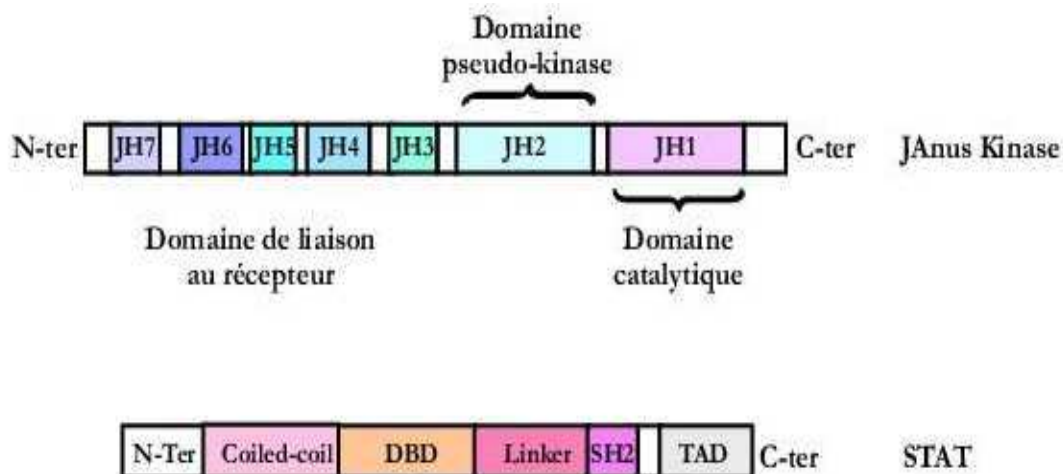 Domaine
pseudo-kinase
N-ter JH7 JH6 JH5 JH4 JH3 JH2 JH1 C-ter JAnus Kinase
Domaine de liaison
au récepteur
Domaine
catalytique
N-Ter Coiled-coil DBD Linker SH2 TAD C-ter STAT